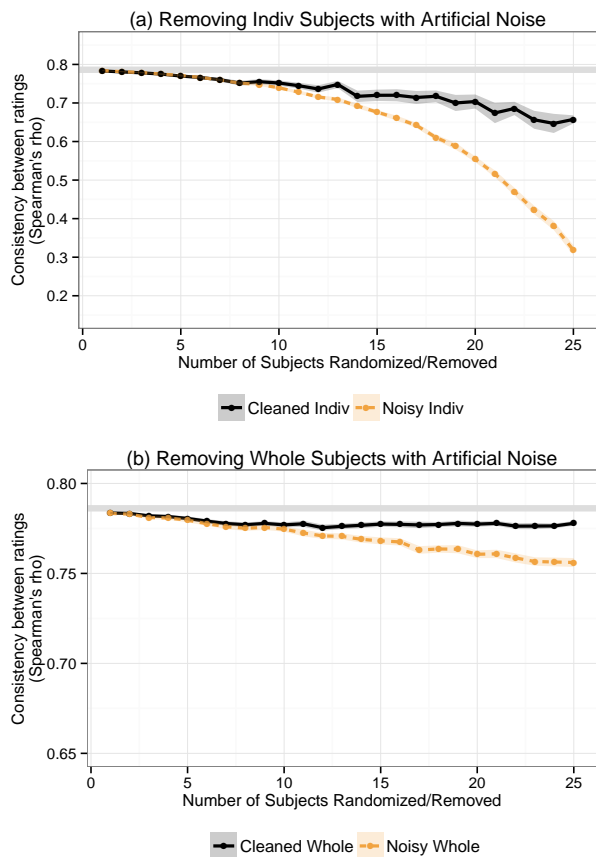 (a) Removing Indiv Subjects with Artificial Noise
0.8
0.7
0.6
0.5
0.4
0.3
0.2
Consistency between ratings
(Spearman's rho)
0 5 10 15 20 25
Number of Subjects Randomized/Removed
Cleaned Indiv Noisy Indiv
(b) Removing Whole Subjects with Artificial Noise
0.80
0.75
0.70
0.65
Consistency between ratings
(Spearman's rho)
0 5 10 15 20 25
Number of Subjects Randomized/Removed
Cleaned Whole Noisy Whole